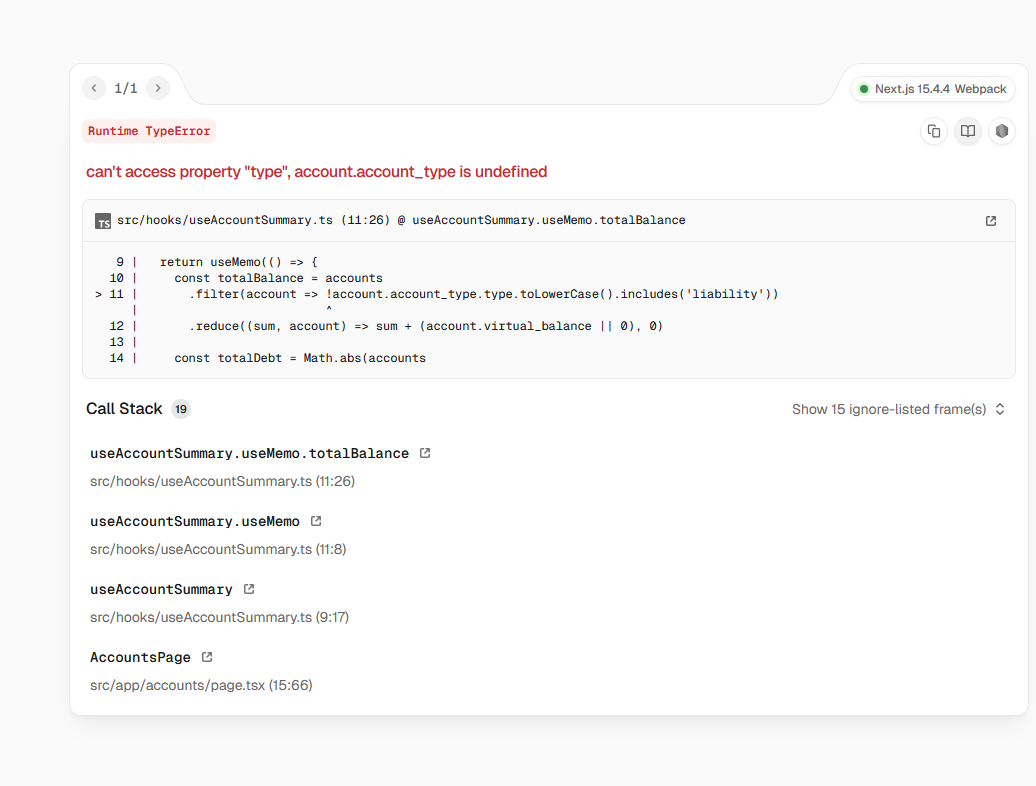 1/1
Next.js 15.4.4 Webpack
Runtime TypeError
can't access property "type", account.account_type is undefined
TS src/hooks/useAccountSummary.ts (11:26) @ useAccountSummary.useMemo.totalBalance
9 | return useMemo(() => {
10 | const totalBalance = accounts
> 11 | .filter(account => !account.account_type.type.toLowerCase().includes('liability'))
| ^
12 | .reduce((sum, account) => sum + (account.virtual_balance || 0), 0)
13 |
14 | const totalDebt = Math.abs(accounts
Call Stack 19
Show 15 ignore-listed frame(s)
useAccountSummary.useMemo.totalBalance
src/hooks/useAccountSummary.ts (11:26)
useAccountSummary.useMemo
src/hooks/useAccountSummary.ts (11:8)
useAccountSummary
src/hooks/useAccountSummary.ts (9:17)
AccountsPage
src/app/accounts/page.tsx (15:66)